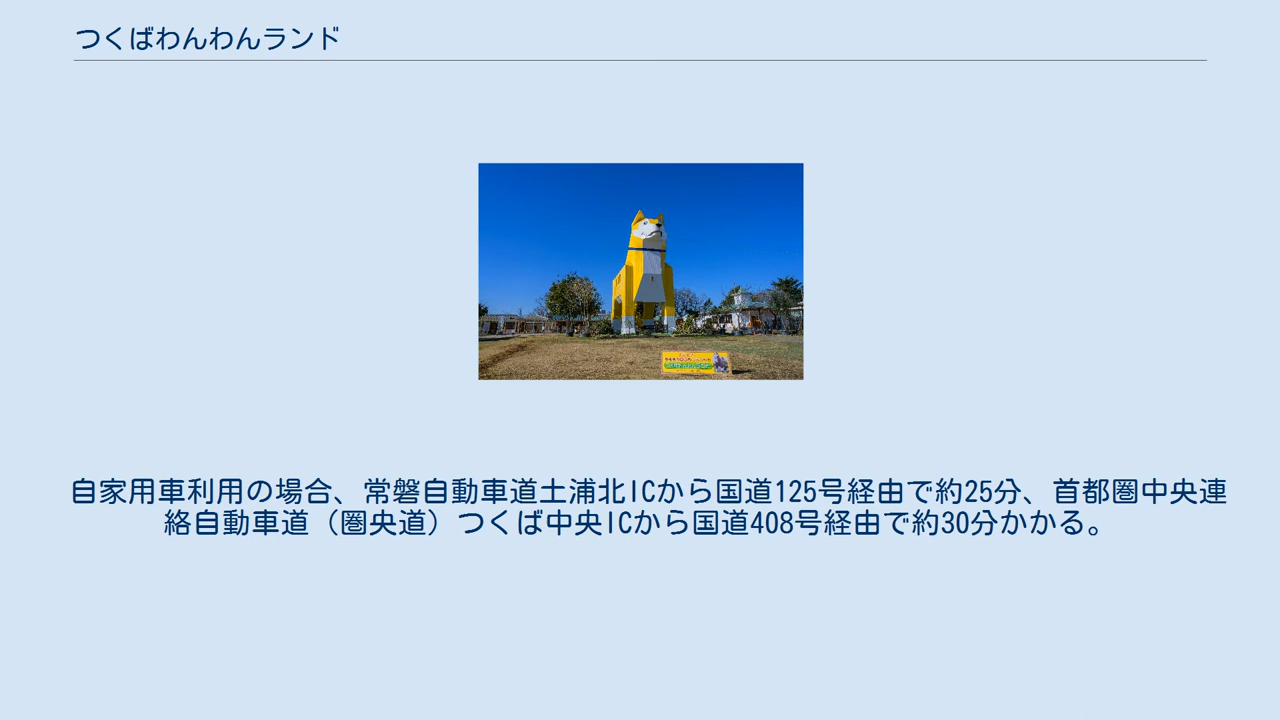 つくばわんわんランド
自家用車利用の場合、常磐自動車道土浦北ICから国道125号経由で約25分、首都圏中央連
絡自動車道（圏央道）つくば中央ICから国道408号経由で約30分かかる。